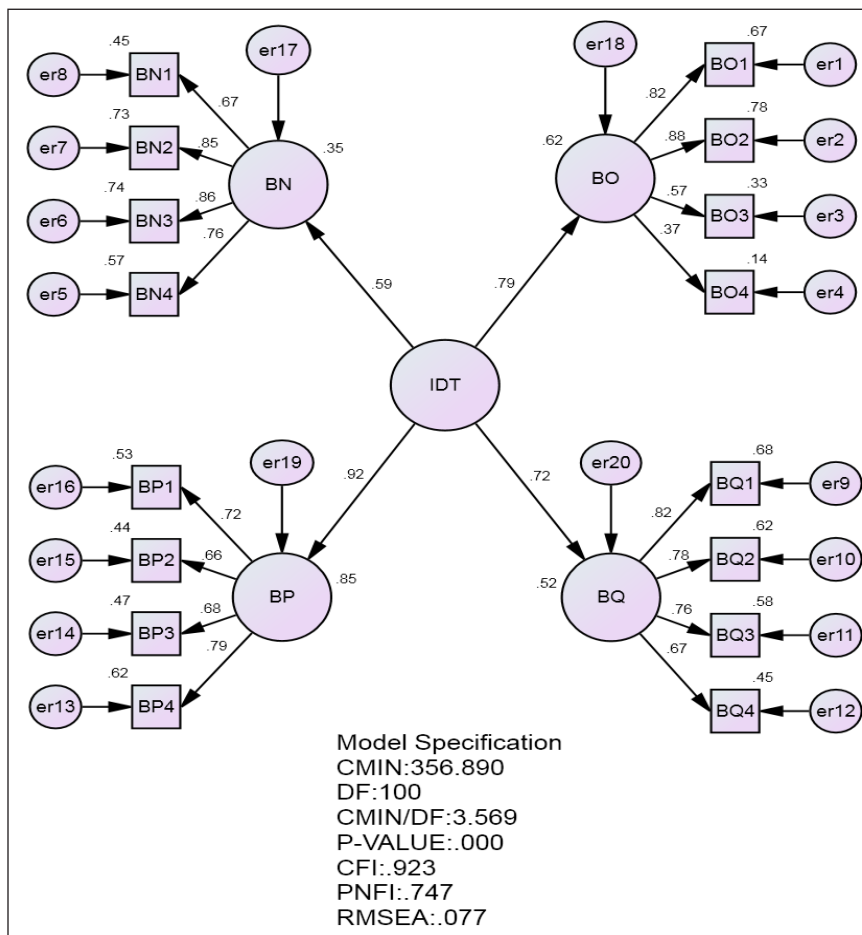 er17
er18
.45
er8
BN1
.67
.73
er7
BN2
.85
.35
BN
.74
er6
BN3
.86
.57
er5
BN4
.76
.59
.67
BO1
er1
.82
.78
BO2
er2
.88
.62
BO
.33
BO3
er3
.57
.14
BO4
er4
.37
.79
IDT
er19
er20
.92
.72
.53
er16
BP1
.72
.44
er15
BP2
.66
.85
BP
.47
er14
BP3
.68
.62
er13
BP4
.79
.68
BQ1
er9
.82
.62
BQ2
er10
.78
.52
BQ
.58
BQ3
er11
.76
.45
BQ4
er12
.67
Model Specification
CMIN:356.890
DF:100
CMIN/DF:3.569
P-VALUE:.000
CFI:.923
PNFI:.747
RMSEA:.077